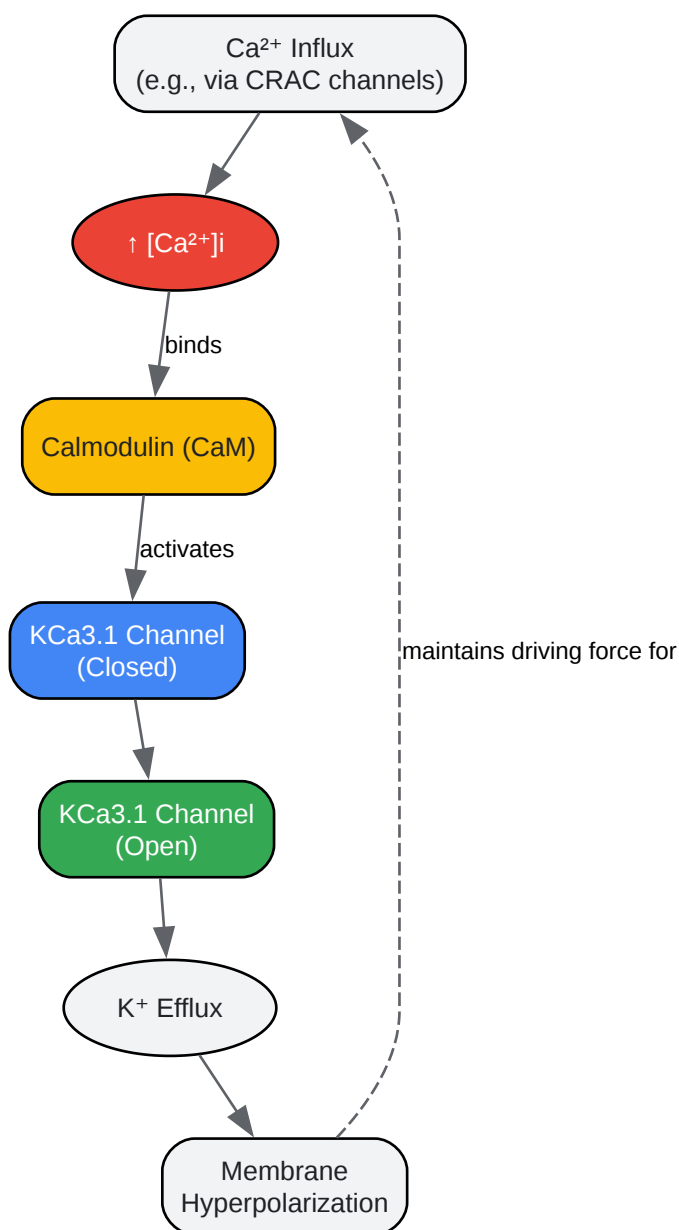 Ca²⁺ Influx
(e.g., via CRAC channels)
↑ [Ca²⁺]i
binds
Calmodulin (CaM)
activates
KCa3.1 Channel
(Closed)
maintains driving force for
KCa3.1 Channel
(Open)
K⁺ Efflux
Membrane
Hyperpolarization